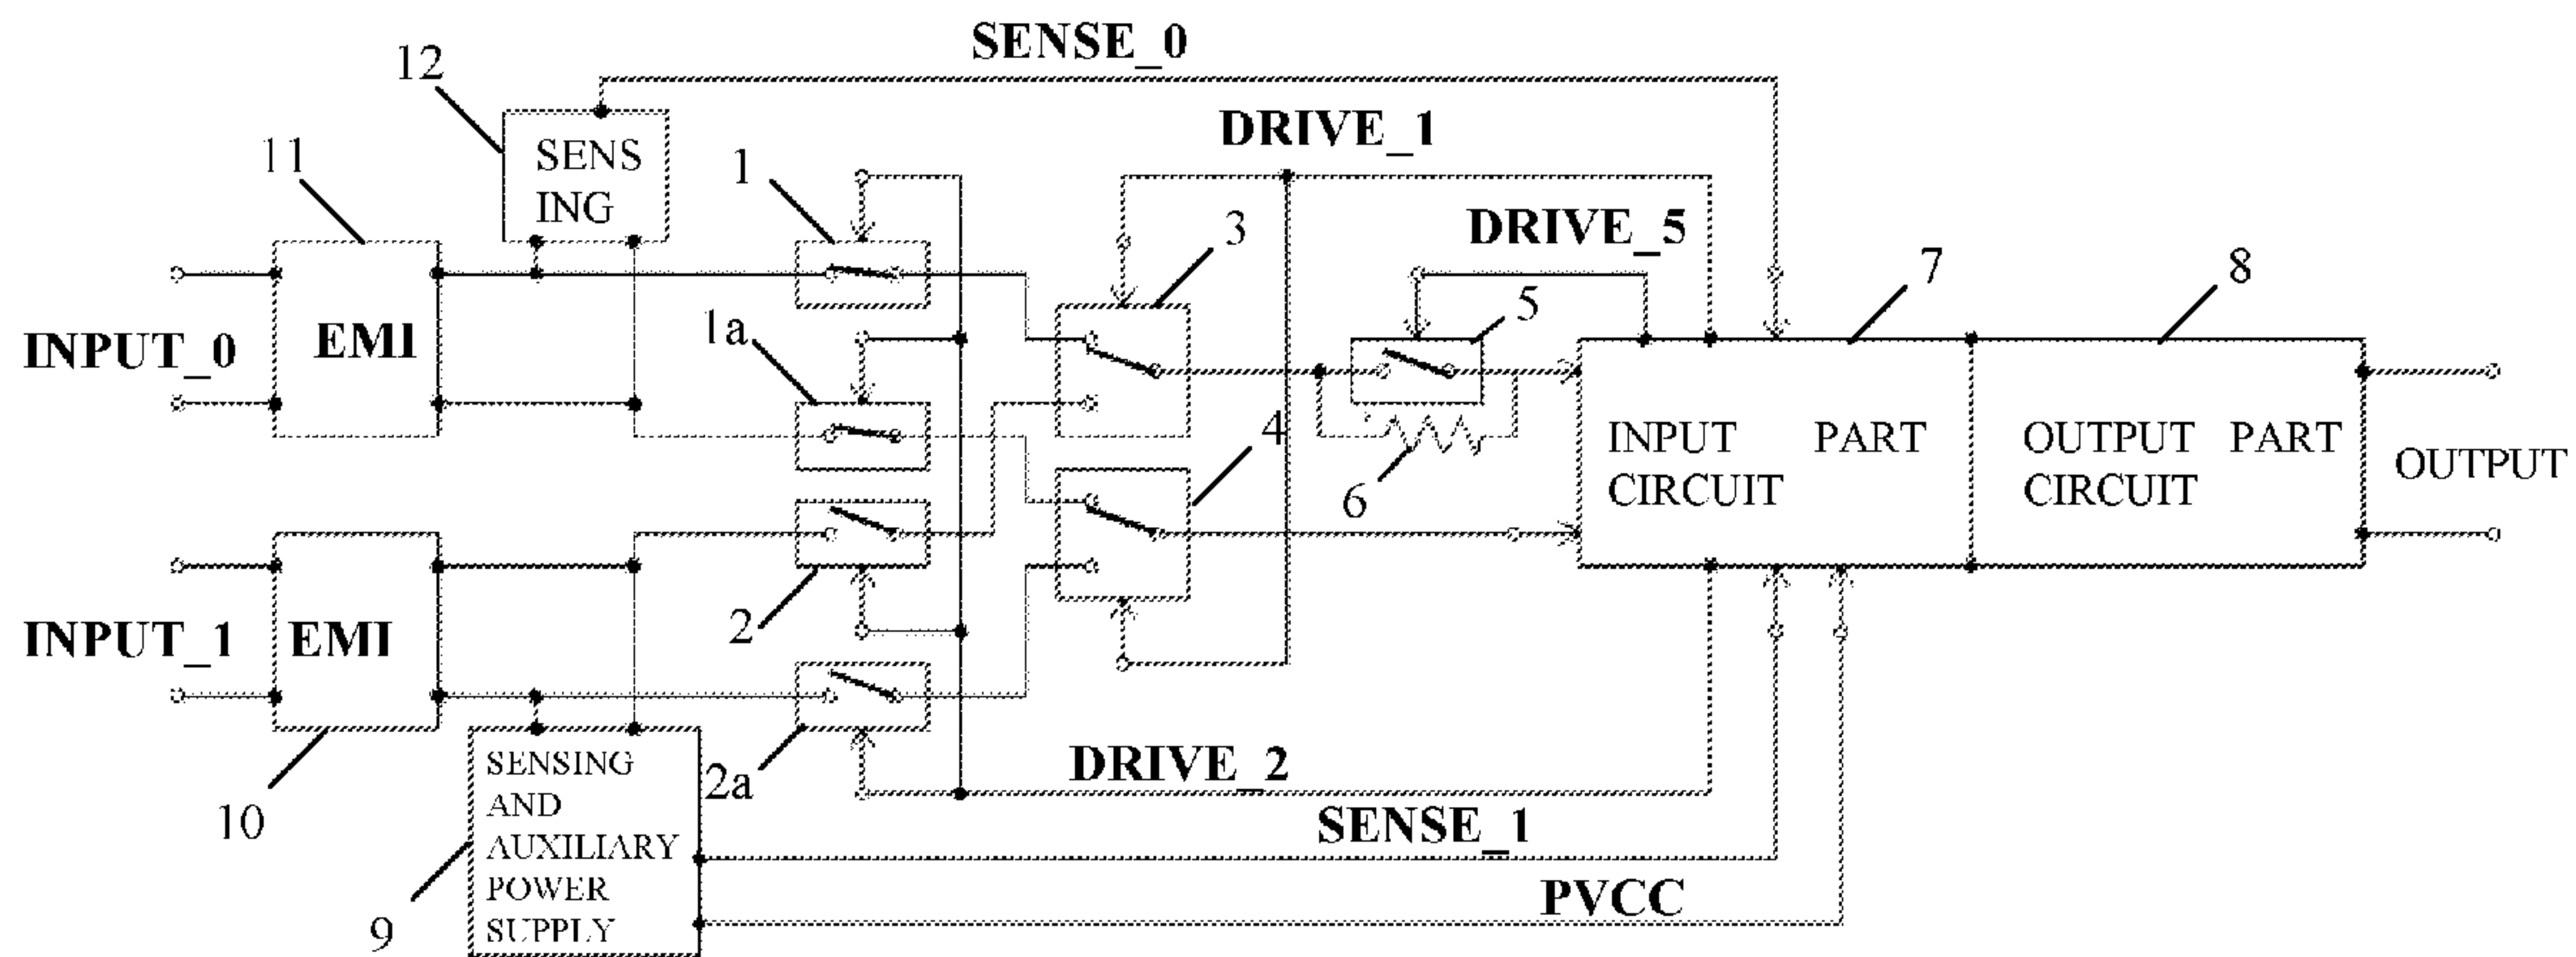 SENSE_0
12
DRIVE_1
11
SENS
ING
1
DRIVE_5
3
7
8
INPUT_0
EMI
1a
5
4
INPUT PART
CIRCUIT
OUTPUT PART
CIRCUIT
OUTPUT
6
INPUT_1
EMI
2
10
2a
DRIVE_2
SENSING
AND
AUXILIARY
POWER
SUPPLY
9
SENSE_1
PVCC